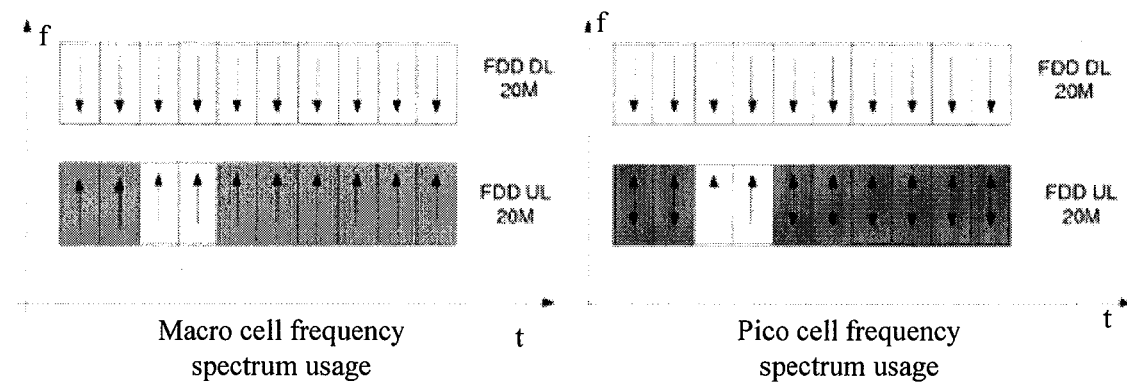 f
FDD DL
20M
FDD UL
20M
t
Macro cell frequency
spectrum usage
f
FDD DL
20M
FDD UL
20M
t
Pico cell frequency
spectrum usage